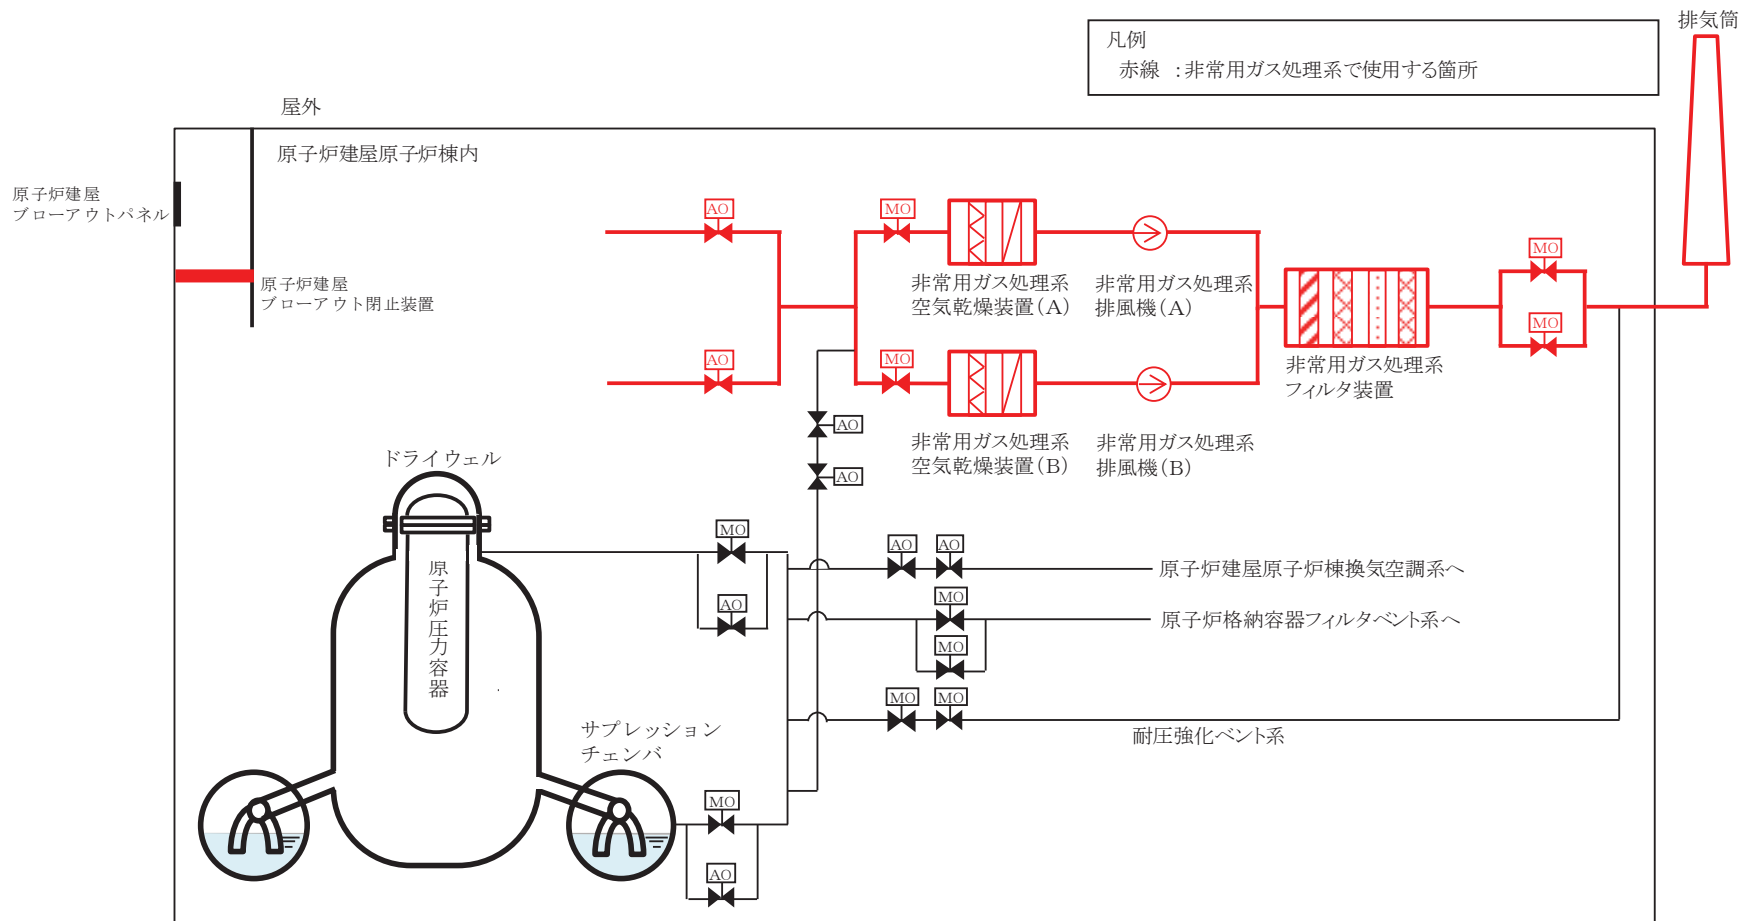 排気筒
凡例
赤線 :非常用ガス処理系で使用する箇所
屋外
原子炉建屋原子炉棟内
原子炉建屋
ブローアウトパネル
原子炉建屋
ブローアウト閉止装置
AO
MO
非常用ガス処理系
空気乾燥装置(A)
非常用ガス処理系
排風機(A)
MO
MO
非常用ガス処理系
フィルタ装置
AO
MO
非常用ガス処理系
空気乾燥装置(B)
非常用ガス処理系
排風機(B)
AO
AO
ドライウェル
原子炉圧力容器
MO
AO
AO
AO
原子炉建屋原子炉棟換気空調系へ
MO
原子炉格納容器フィルタベント系へ
MO
MO
MO
耐圧強化ベント系
サプレッション
チェンバ
MO
AO